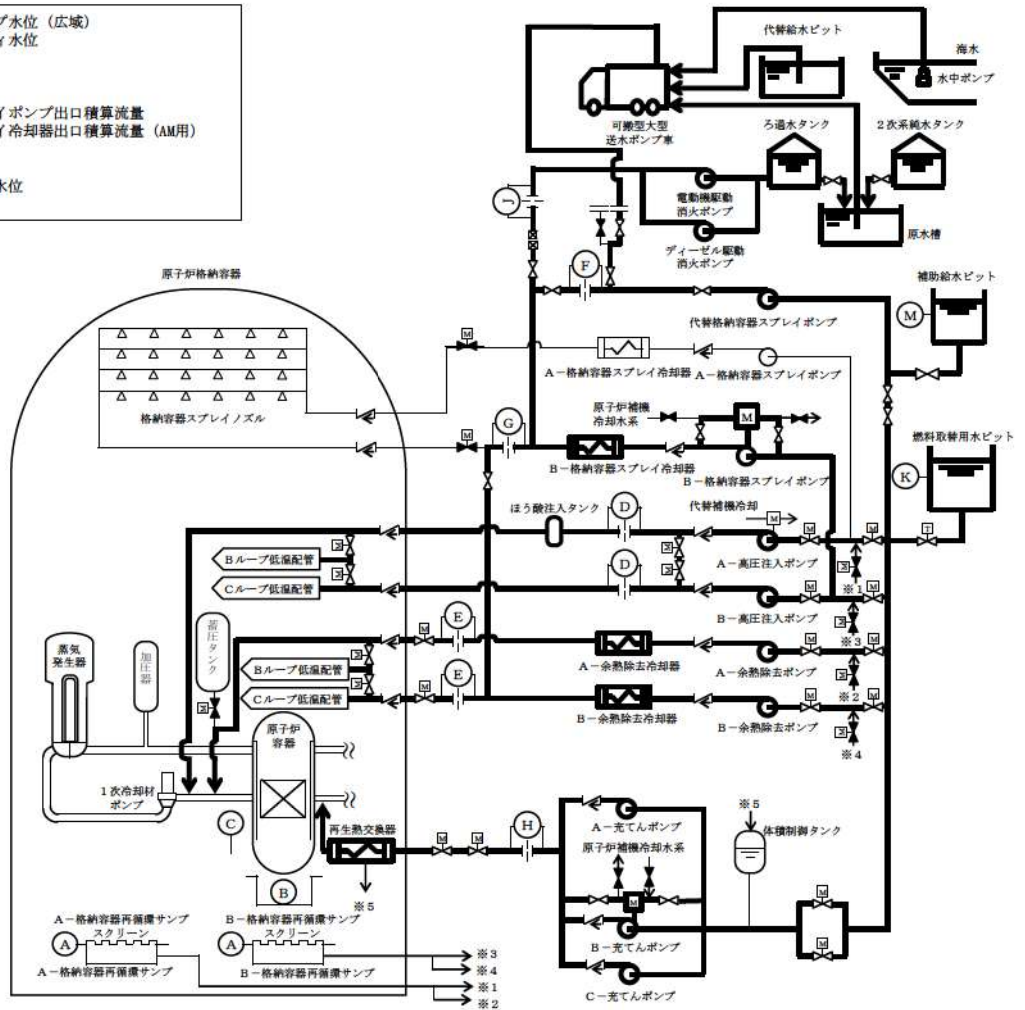 プ水位（広域）
ィ水位
イポンプ出口積算流量
イ冷却器出口積算流量（AM用）
水位
代替給水ピット
海水
水中ポンプ
可搬型大型
送水ポンプ車
ろ過水タンク
２次系純水タンク
J
電動機駆動
消火ポンプ
原水槽
ディーゼル駆動
消火ポンプ
原子炉格納容器
F
補助給水ピット
M
代替格納容器スプレイポンプ
M
A－格納容器スプレイ冷却器
A－格納容器スプレイポンプ
格納容器スプレイノズル
原子炉補機
冷却水系
M
G
M
燃料取替用水ピット
B－格納容器スプレイ冷却器
B－格納容器スプレイポンプ
K
ほう酸注入タンク
D
代替補機冷却
M
M
M
T
A－高圧注入ポンプ
M
M
M
M
※1
Bループ低温配管
Cループ低温配管
D
M
M
B－高圧注入ポンプ
M
※3
蓄圧タンク
加圧器
蒸気
発生器
M
E
M
M
M
A－余熱除去冷却器
A－余熱除去ポンプ
M
※2
Bループ低温配管
Cループ低温配管
M
M
E
M
M
B－余熱除去冷却器
B－余熱除去ポンプ
M
※4
M
原子炉
容器
１次冷却材
ポンプ
C
B
再生熱交換器
※5
M
M
H
A－充てんポンプ
原子炉補機冷却水系
M
B－充てんポンプ
C－充てんポンプ
※5
体積制御タンク
M
M
A－格納容器再循環サンプ
スクリーン
A
A－格納容器再循環サンプ
B－格納容器再循環サンプ
スクリーン
A
B－格納容器再循環サンプ
※3
※4
※1
※2